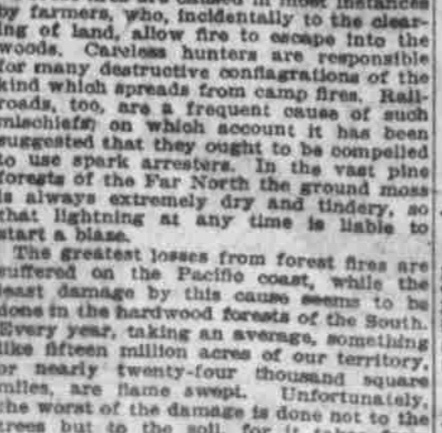 by farmers, who, incidentally to the clear-
ing of land, allow fire to escape into the
woods. Careless hunters are responsible
for many destructive conflagrations of the
kind which spreads from camp fires. Rail-
roads, too, are a frequent cause of such
mischiefs; on which account it has been
suggested that they ought to be compelled
to use spark arresters. In the vast pine
forests of the Far North the ground moss
is always extremely dry and tindery, so
that lightning at any time is liable to
start a blaze.
The greatest losses from forest fires are
suffered on the Pacific coast, while the
least damage by this cause seems to be
done in the hardwood forests of the South.
Every year, taking an average, something
like fifteen million acres of our territory,
or nearly twenty-four thousand square
miles, are flame swept. Unfortunately,
the worst of the damage is done not to the
trees but to the soil, for it